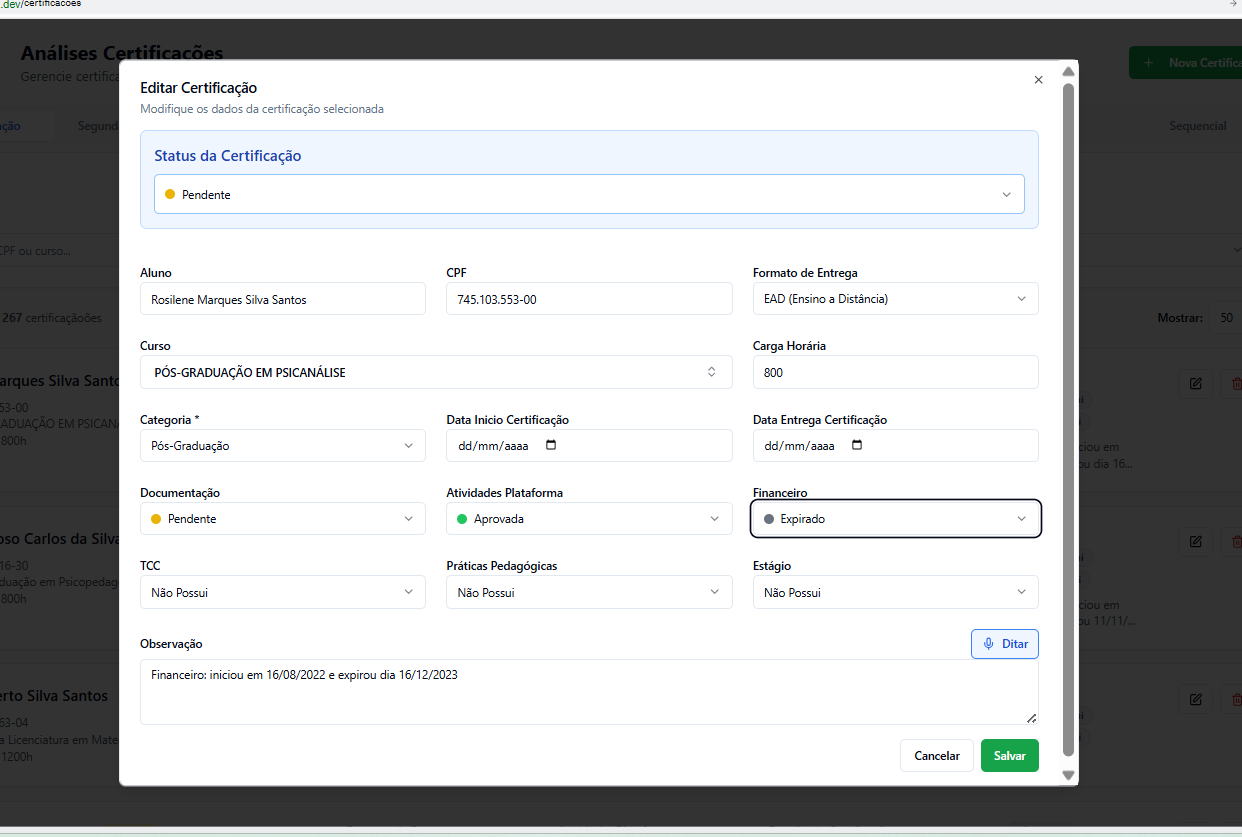 .dev/certificacoes
Análises Certificações
Gerencie certifica
+ Nova Certifica
ção
Segund
Sequencial
CPF ou curso...
267 certificaçãoões
Mostrar: 50
arques Silva Santo
53-00
ADUAÇÃO EM PSICAN
800h
ciou em
ou dia 16...
oso Carlos da Silva
16-30
duação em Psicopedag
800h
ciou em
ou 11/11/...
erto Silva Santos
63-04
a Licenciatura em Mate
1200h
Editar Certificação
Modifique os dados da certificação selecionada
Status da Certificação
Pendente
Aluno CPF Formato de Entrega
Rosilene Marques Silva Santos 745.103.553-00 EAD (Ensino a Distância)
Curso Carga Horária
PÓS-GRADUAÇÃO EM PSICANÁLISE 800
Categoria * Data Inicio Certificação Data Entrega Certificação
Pós-Graduação dd/mm/aaaa dd/mm/aaaa
Documentação Atividades Plataforma Financeiro
Pendente Aprovada Expirado
TCC Práticas Pedagógicas Estágio
Não Possui Não Possui Não Possui
Observação Ditar
Financeiro: iniciou em 16/08/2022 e expirou dia 16/12/2023
Cancelar Salvar